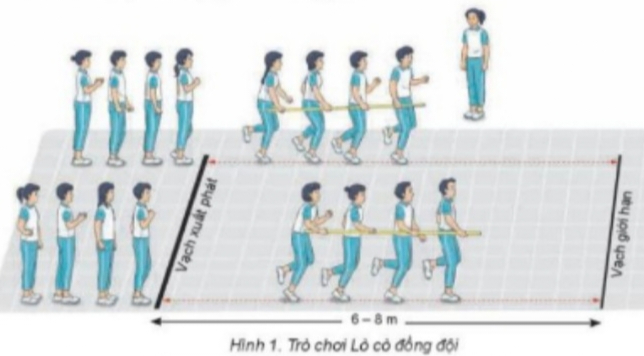 Vạch xuất phát
Vạch giới hạn
6 – 8 m
Hình 1. Trò chơi Lò cò đồng đội